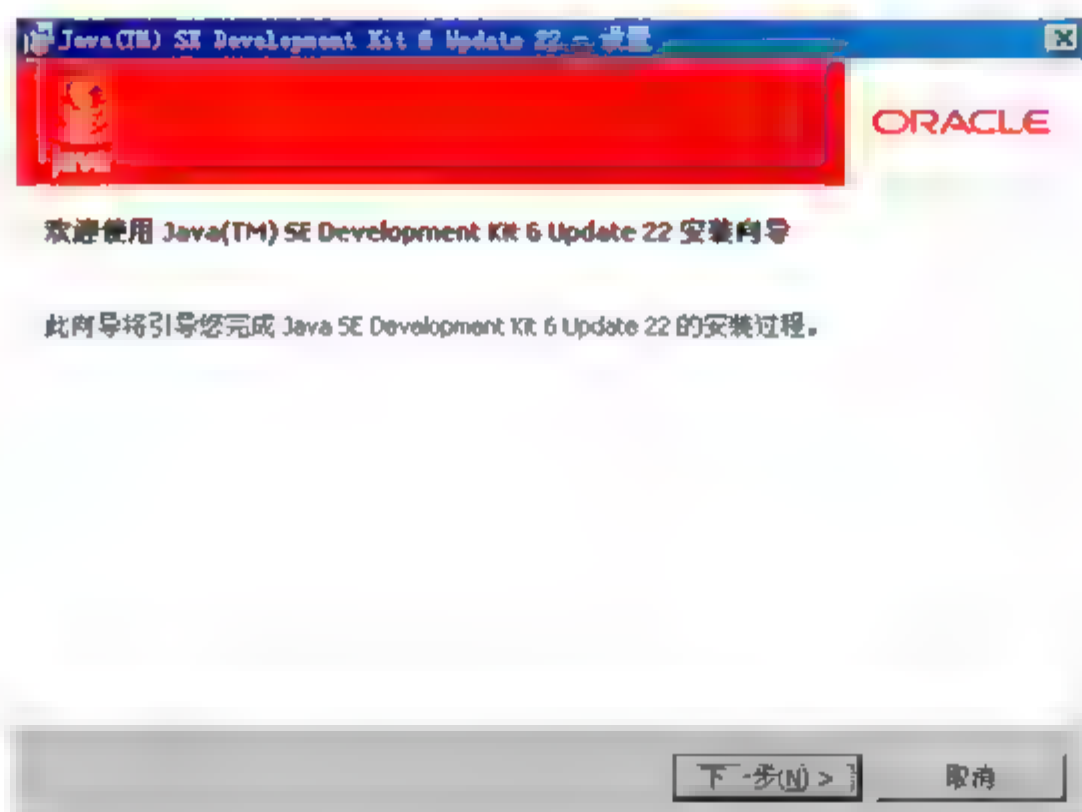 Java(TM) SE Development Kit 6 Update 22 - 设置
ORACLE
欢迎使用 Java(TM) SE Development Kit 6 Update 22 安装向导
此向导将引导您完成 Java SE Development Kit 6 Update 22 的安装过程。
下一步(N) >
取消